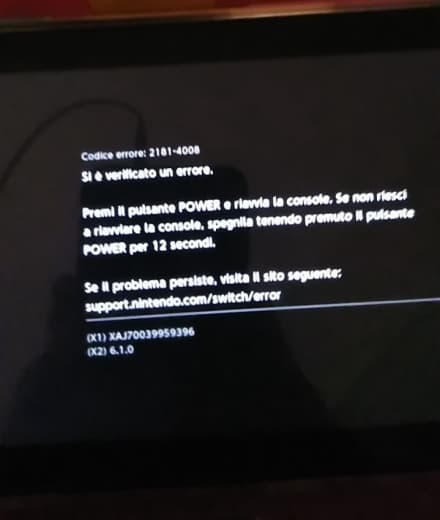 Codice errore: 2181-4008
Si è verificato un errore.
Premi il pulsante POWER e riavvia la console. Se non riesci
a riavviare la console, spegnila tenendo premuto il pulsante
POWER per 12 secondi.
Se il problema persiste, visita il sito seguente:
support.nintendo.com/switch/error
(X1) XAJ70039959396
(X2) 6.1.0